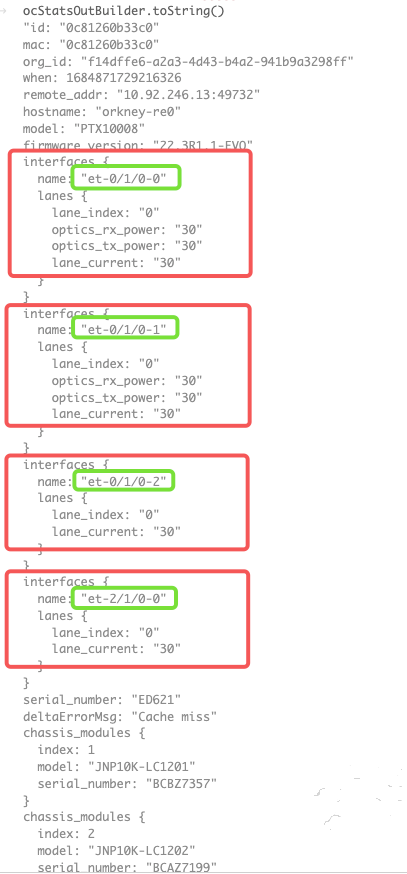 ocStatsOutBuilder.toString()
"id: "0c81260b33c0"
mac: "0c81260b33c0"
org_id: "f14dffe6-a2a3-4d43-b4a2-941b9a3298ff"
when: 1684871729216326
remote_addr: "10.92.246.13:49732"
hostname: "orkney-re0"
model: "PTX10008"
firmware_version: "22.3R1.1-EVO"
interfaces {
name: "et-0/1/0-0"
lanes {
lane_index: "0"
optics_rx_power: "30"
optics_tx_power: "30"
lane_current: "30"
}
}
interfaces {
name: "et-0/1/0-1"
lanes {
lane_index: "0"
optics_rx_power: "30"
optics_tx_power: "30"
lane_current: "30"
}
}
interfaces {
name: "et-0/1/0-2"
lanes {
lane_index: "0"
lane_current: "30"
}
}
interfaces {
name: "et-2/1/0-0"
lanes {
lane_index: "0"
lane_current: "30"
}
}
serial_number: "ED621"
deltaErrorMsg: "Cache miss"
chassis_modules {
index: 1
model: "JNP10K-LC1201"
serial_number: "BCBZ7357"
}
chassis_modules {
index: 2
model: "JNP10K-LC1202"
serial_number: "BCAZ7199"